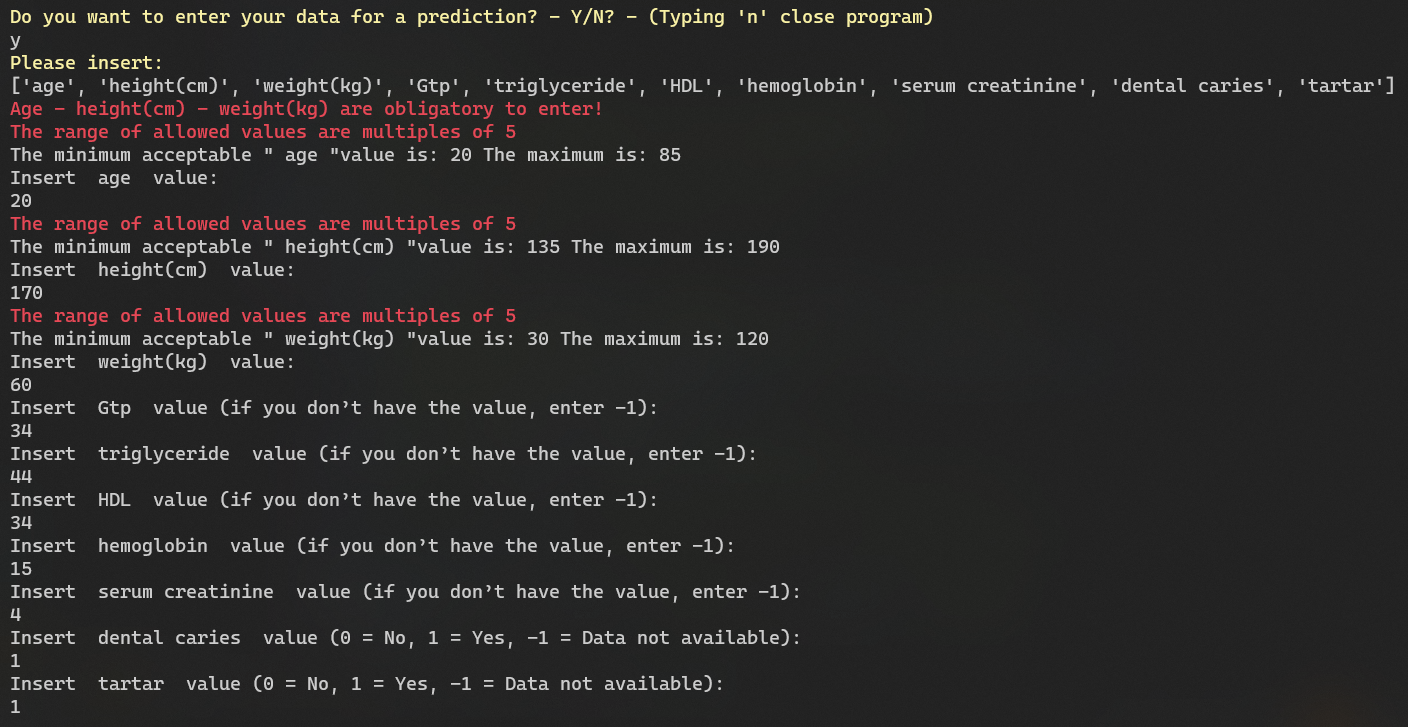 Do you want to enter your data for a prediction? - Y/N? - (Typing 'n' close program)
y
Please insert:
['age', 'height(cm)', 'weight(kg)', 'Gtp', 'triglyceride', 'HDL', 'hemoglobin', 'serum creatinine', 'dental caries', 'tartar']
Age - height(cm) - weight(kg) are obligatory to enter!
The range of allowed values are multiples of 5
The minimum acceptable " age "value is: 20 The maximum is: 85
Insert  age  value:
20
The range of allowed values are multiples of 5
The minimum acceptable " height(cm) "value is: 135 The maximum is: 190
Insert  height(cm)  value:
170
The range of allowed values are multiples of 5
The minimum acceptable " weight(kg) "value is: 30 The maximum is: 120
Insert  weight(kg)  value:
60
Insert  Gtp  value (if you don’t have the value, enter -1):
34
Insert  triglyceride  value (if you don’t have the value, enter -1):
44
Insert  HDL  value (if you don’t have the value, enter -1):
34
Insert  hemoglobin  value (if you don’t have the value, enter -1):
15
Insert  serum creatinine  value (if you don’t have the value, enter -1):
4
Insert  dental caries  value (0 = No, 1 = Yes, -1 = Data not available):
1
Insert  tartar  value (0 = No, 1 = Yes, -1 = Data not available):
1